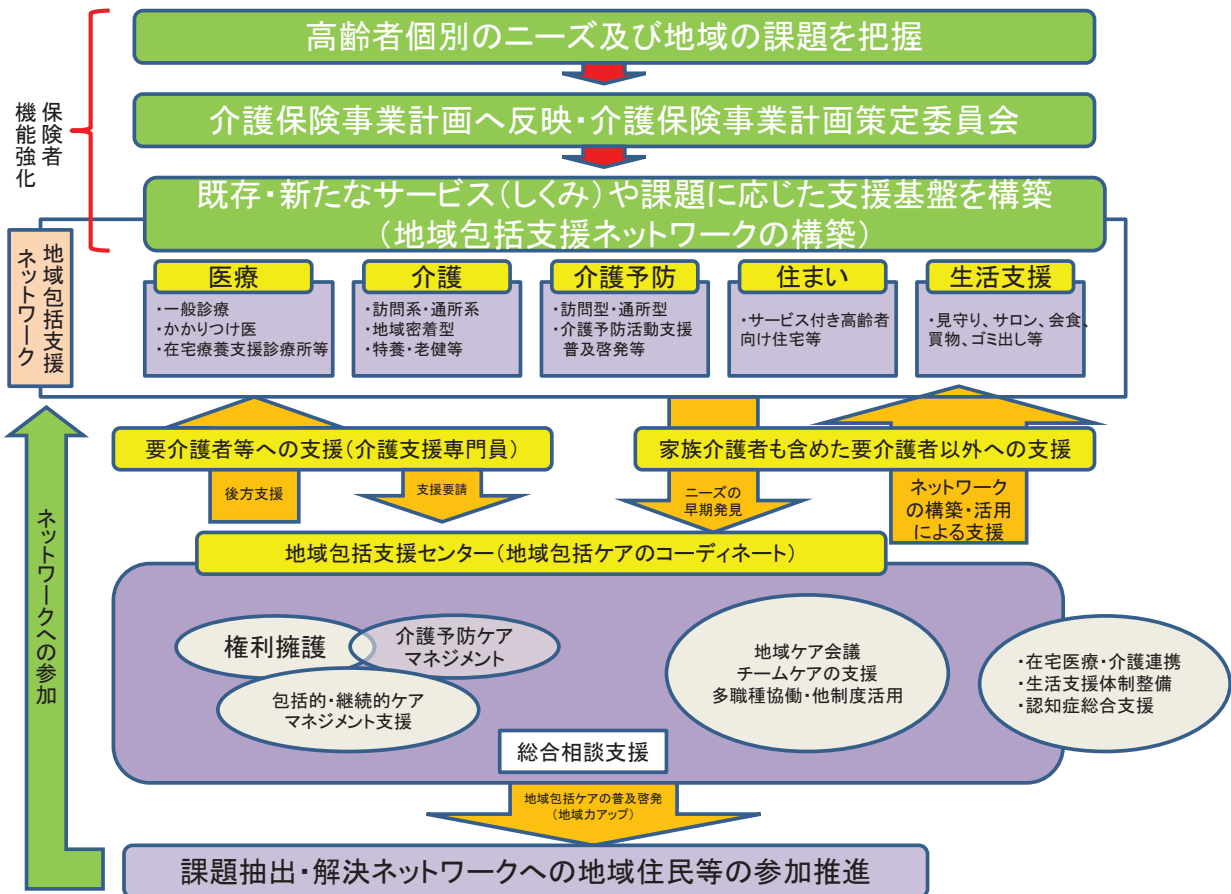 高齢者個別のニーズ及び地域の課題を把握
保険者
機能強化
介護保険事業計画へ反映・介護保険事業計画策定委員会
既存・新たなサービス(しくみ)や課題に応じた支援基盤を構築
(地域包括支援ネットワークの構築)
地域包括支援
ネットワーク
医療
・一般診療
・かかりつけ医
・在宅療養支援診療所等
介護
・訪問系・通所系
・地域密着型
・特養・老健等
介護予防
・訪問型・通所型
・介護予防活動支援
普及啓発等
住まい
・サービス付き高齢者
向け住宅等
生活支援
・見守り、サロン、会食、
買物、ゴミ出し等
要介護者等への支援(介護支援専門員)
家族介護者も含めた要介護者以外への支援
後方支援
支援要請
ニーズの
早期発見
ネットワーク
の構築・活用
による支援
ネットワークへの参加
地域包括支援センター(地域包括ケアのコーディネート)
権利擁護
介護予防ケア
マネジメント
包括的・継続的ケア
マネジメント支援
地域ケア会議
チームケアの支援
多職種協働・他制度活用
・在宅医療・介護連携
・生活支援体制整備
・認知症総合支援
総合相談支援
地域包括ケアの普及啓発
(地域力アップ)
課題抽出・解決ネットワークへの地域住民等の参加推進